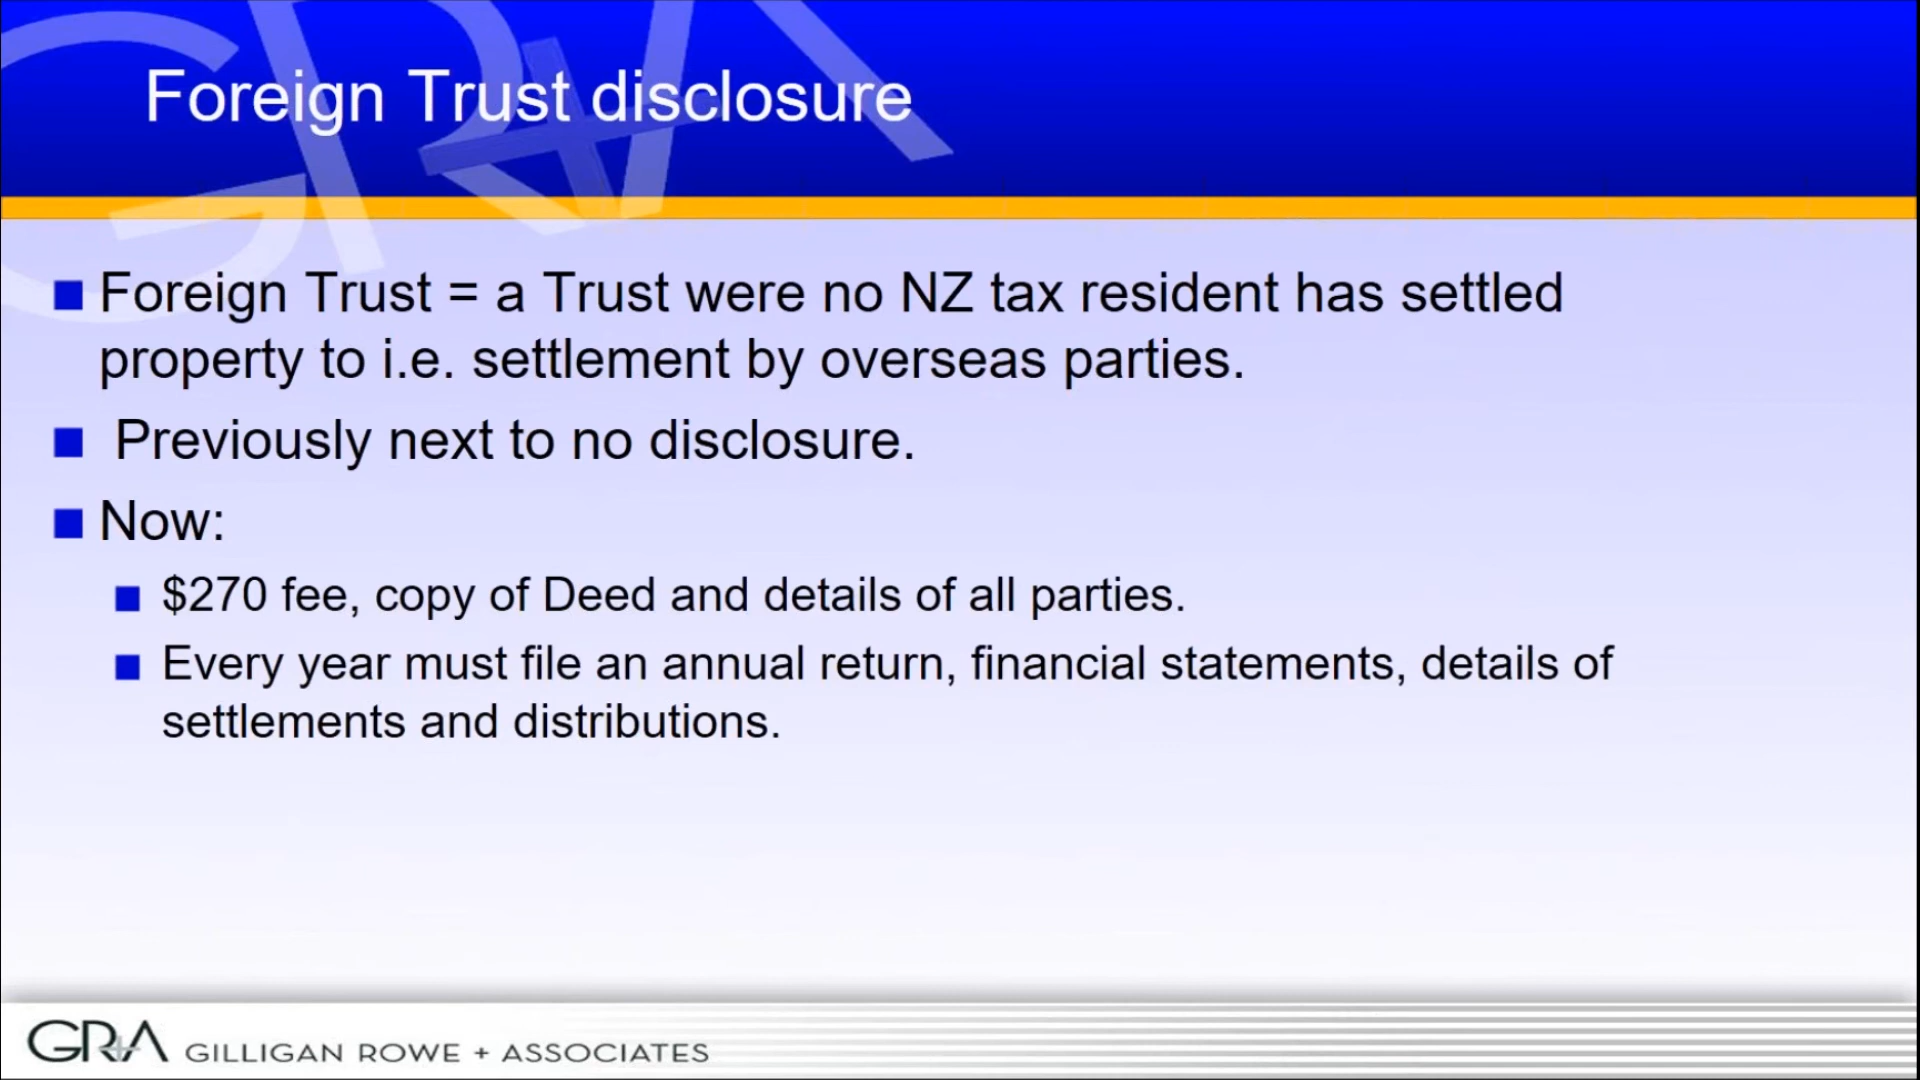 Foreign Trust disclosure
Foreign Trust = a Trust were no NZ tax resident has settled
property to i.e. settlement by overseas parties.
Previously next to no disclosure.
Now:
$270 fee, copy of Deed and details of all parties.
Every year must file an annual return, financial statements, details of
settlements and distributions.
GR+A GILLIGAN ROWE + ASSOCIATES